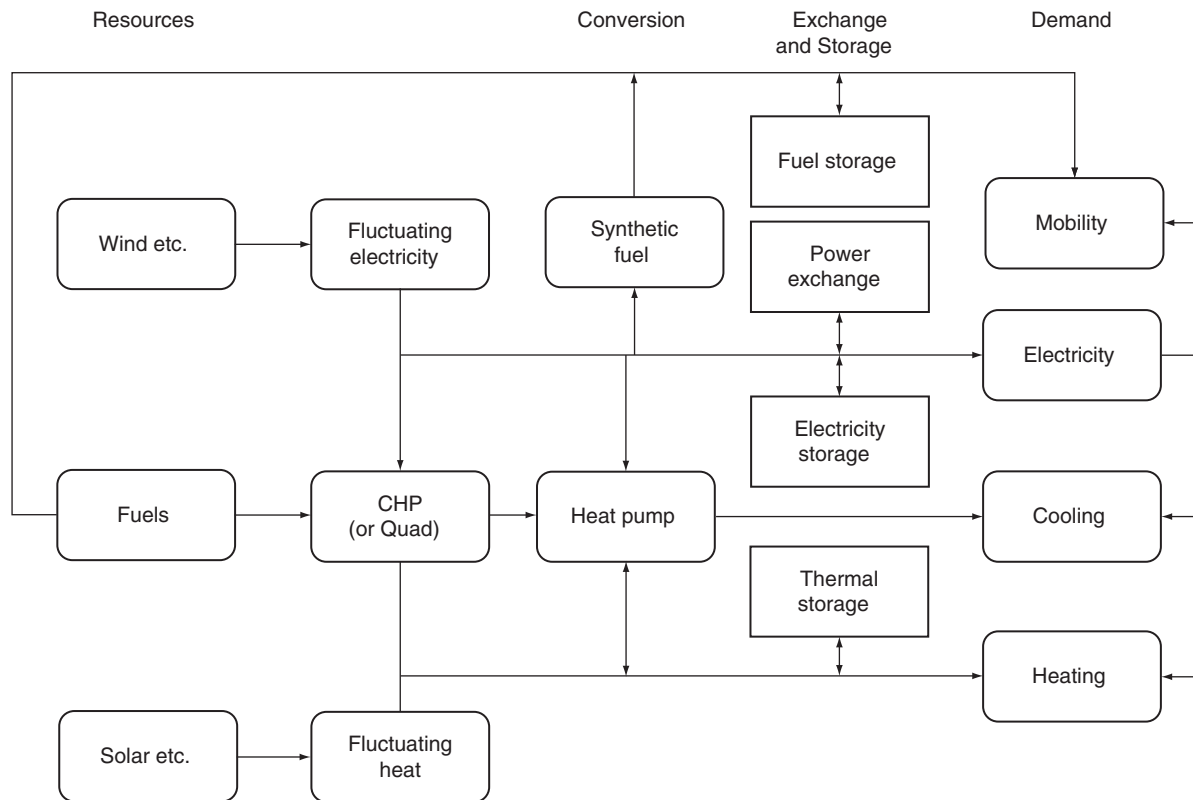 Resources
Conversion
Exchange
and Storage
Demand
Fuel storage
Wind etc.
Fluctuating
electricity
Synthetic
fuel
Power
exchange
Mobility
Electricity
Electricity
storage
Fuels
CHP
(or Quad)
Heat pump
Cooling
Thermal
storage
Heating
Solar etc.
Fluctuating
heat